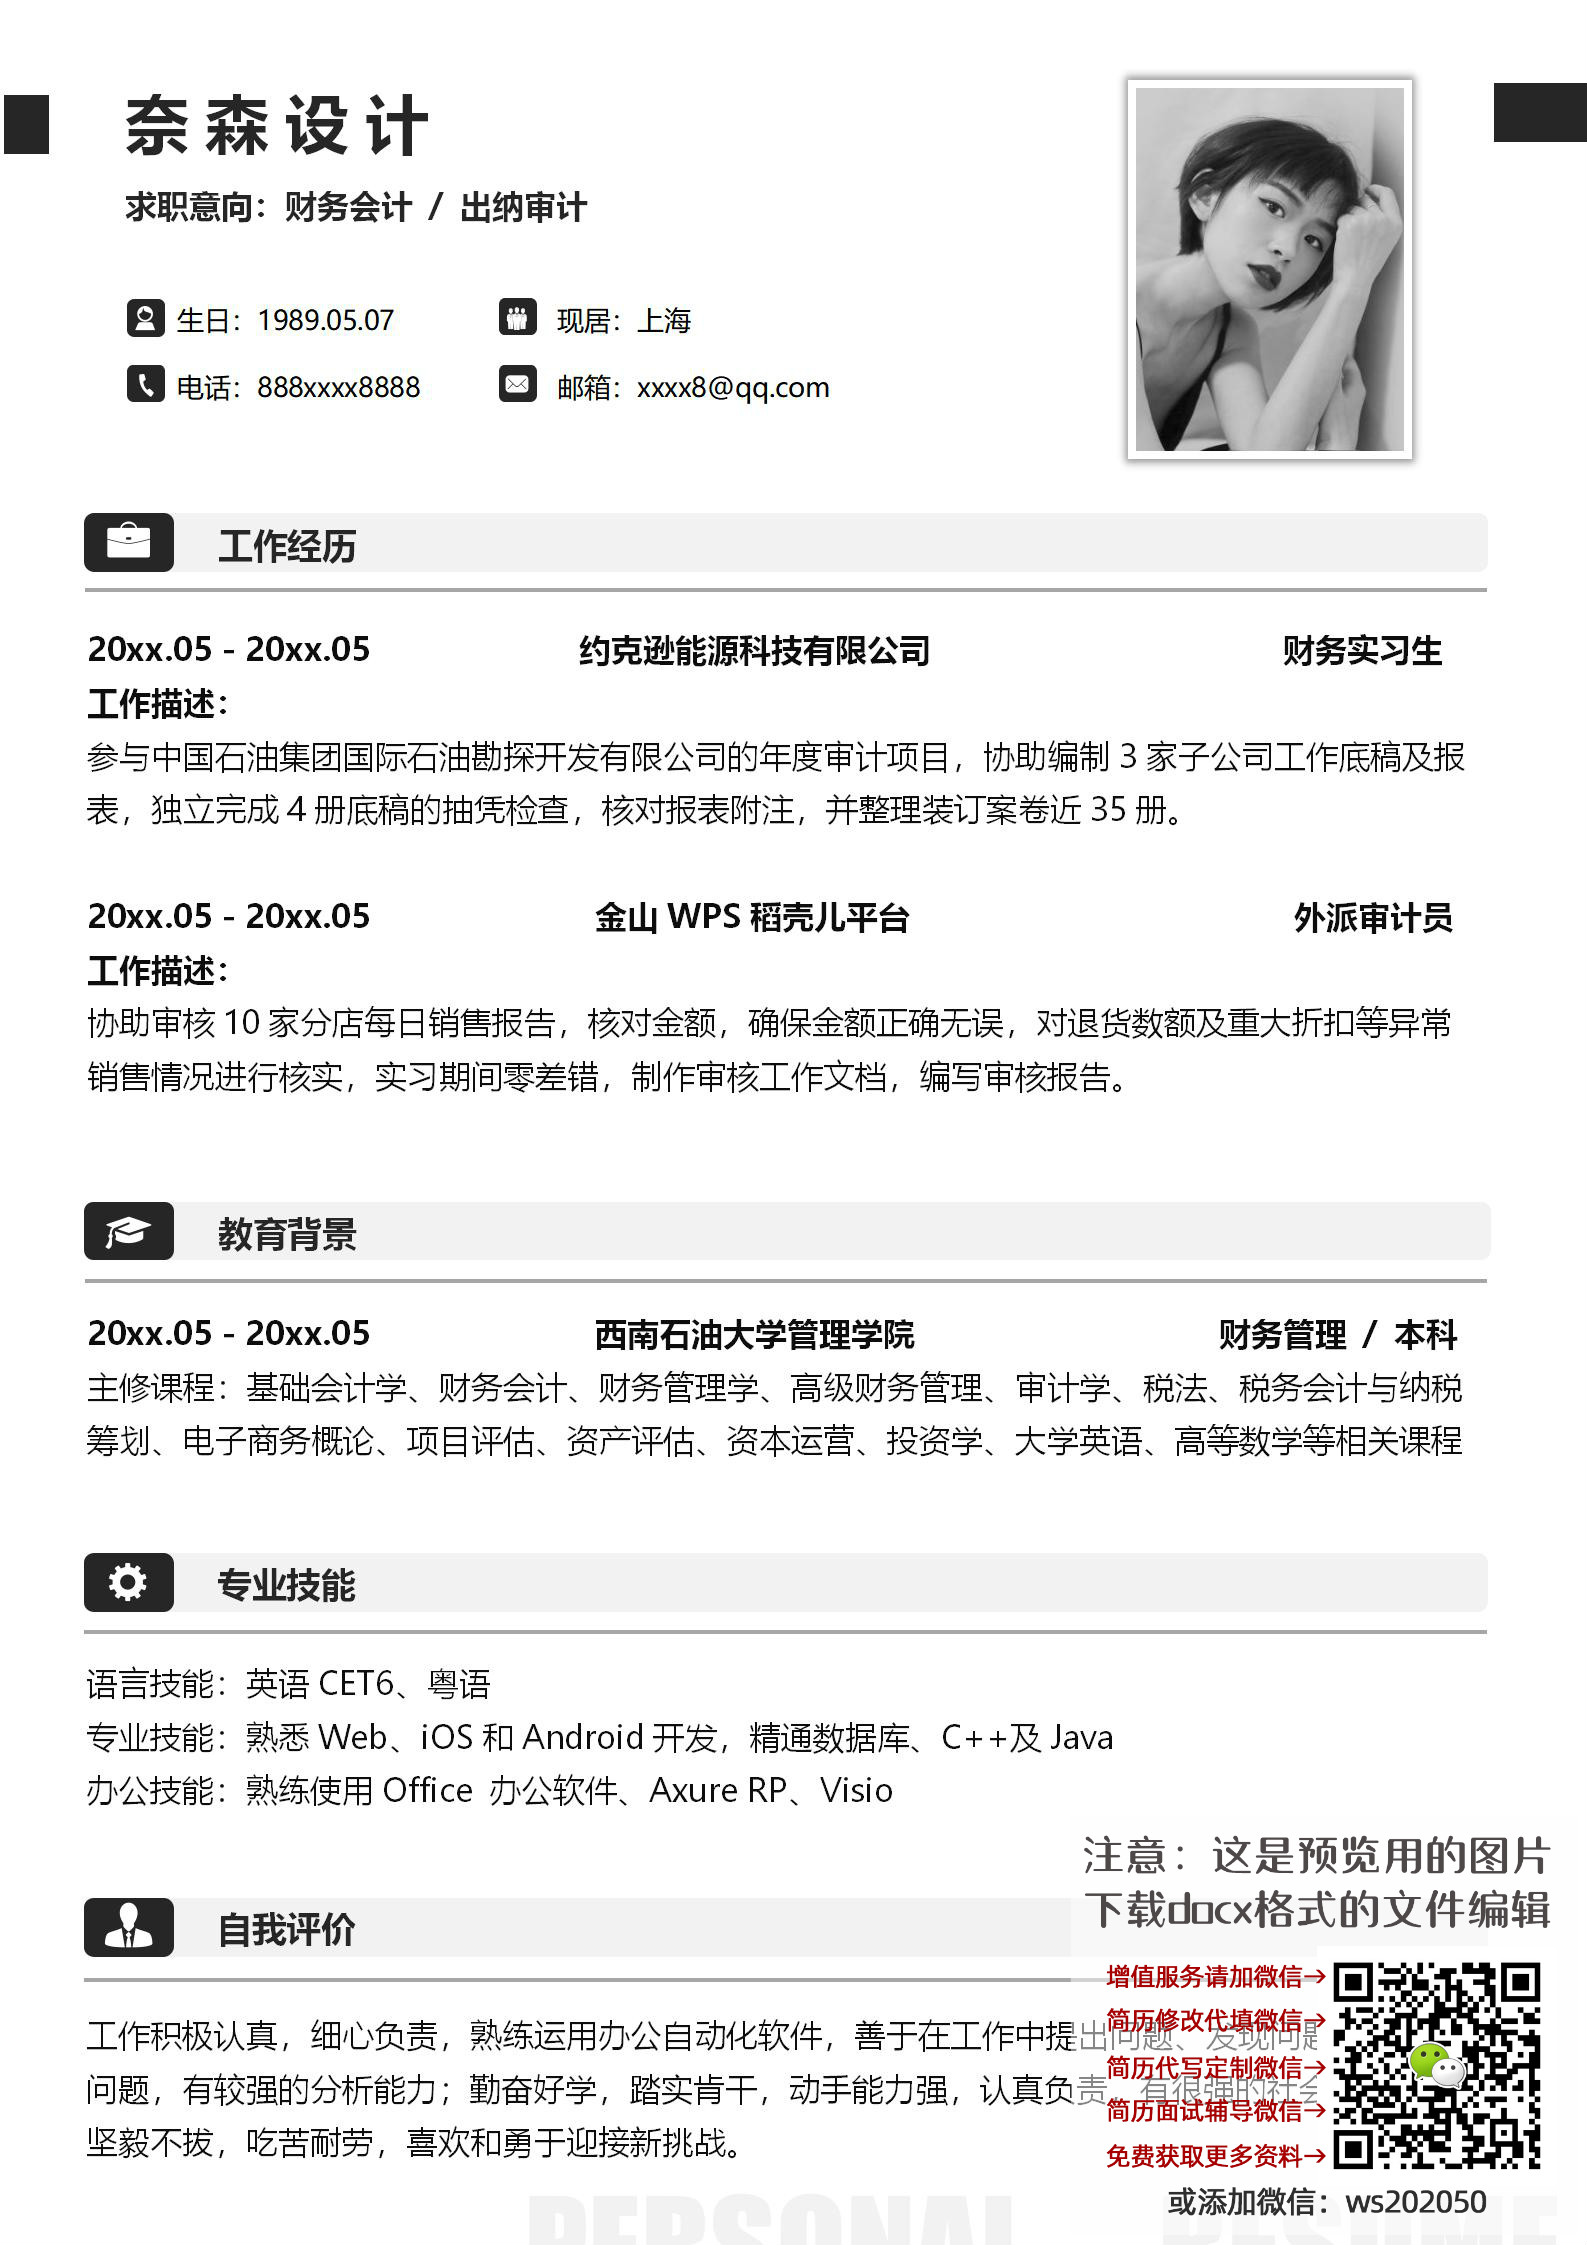 奈森设计
求职意向：财务会计 / 出纳审计
生日：1989.05.07
现居：上海
电话：888xxxx8888
邮箱：xxxx8@qq.com
工作经历
20xx.05 - 20xx.05 约克逊能源科技有限公司 财务实习生
工作描述：
参与中国石油集团国际石油勘探开发有限公司的年度审计项目，协助编制 3 家子公司工作底稿及报
表，独立完成 4 册底稿的抽凭检查，核对报表附注，并整理装订案卷近 35 册。
20xx.05 - 20xx.05 金山 WPS 稻壳儿平台 外派审计员
工作描述：
协助审核 10 家分店每日销售报告，核对金额，确保金额正确无误，对退货数额及重大折扣等异常
销售情况进行核实，实习期间零差错，制作审核工作文档，编写审核报告。
教育背景
20xx.05 - 20xx.05 西南石油大学管理学院 财务管理 / 本科
主修课程：基础会计学、财务会计、财务管理学、高级财务管理、审计学、税法、税务会计与纳税
筹划、电子商务概论、项目评估、资产评估、资本运营、投资学、大学英语、高等数学等相关课程
专业技能
语言技能：英语 CET6、粤语
专业技能：熟悉 Web、iOS 和 Android 开发，精通数据库、C++及 Java
办公技能：熟练使用 Office 办公软件、Axure RP、Visio
自我评价
工作积极认真，细心负责，熟练运用办公自动化软件，善于在工作中提出问题、发现问题
问题，有较强的分析能力；勤奋好学，踏实肯干，动手能力强，认真负责，有很强的社会
坚毅不拔，吃苦耐劳，喜欢和勇于迎接新挑战。
注意：这是预览用的图片
下载docx格式的文件编辑
增值服务请加微信→
简历修改代填微信→
简历代写定制微信→
简历面试辅导微信→
免费获取更多资料→
或添加微信：ws202050
PERSONAL RESUME